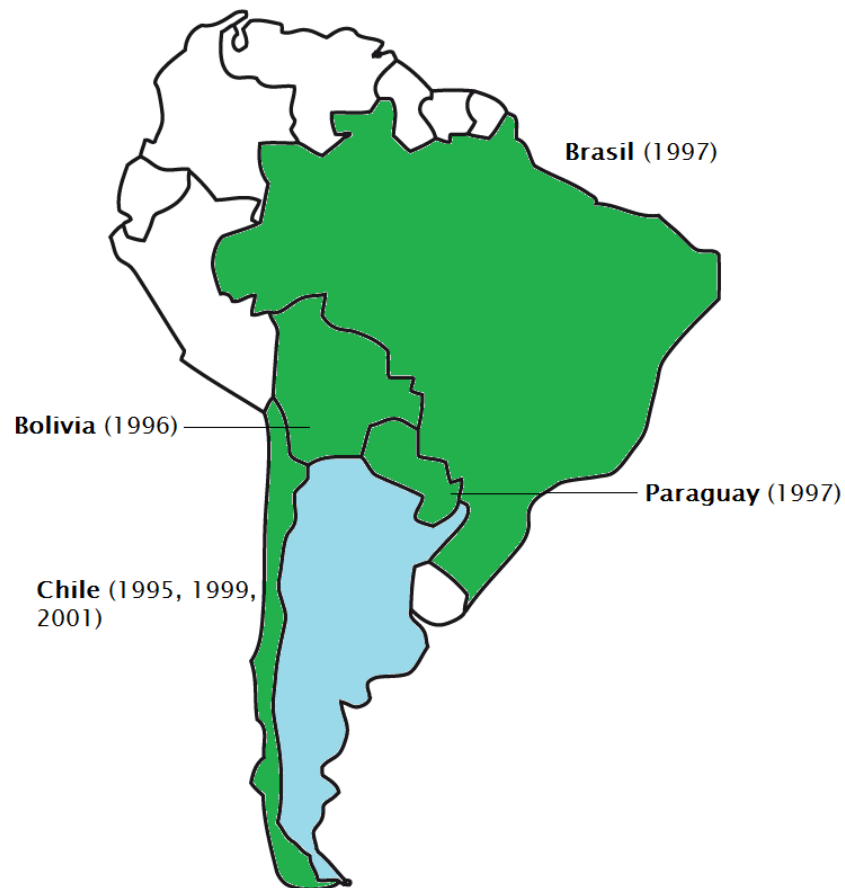 Brasil (1997)
Bolivia (1996)
Paraguay (1997)
Chile (1995, 1999,
2001)